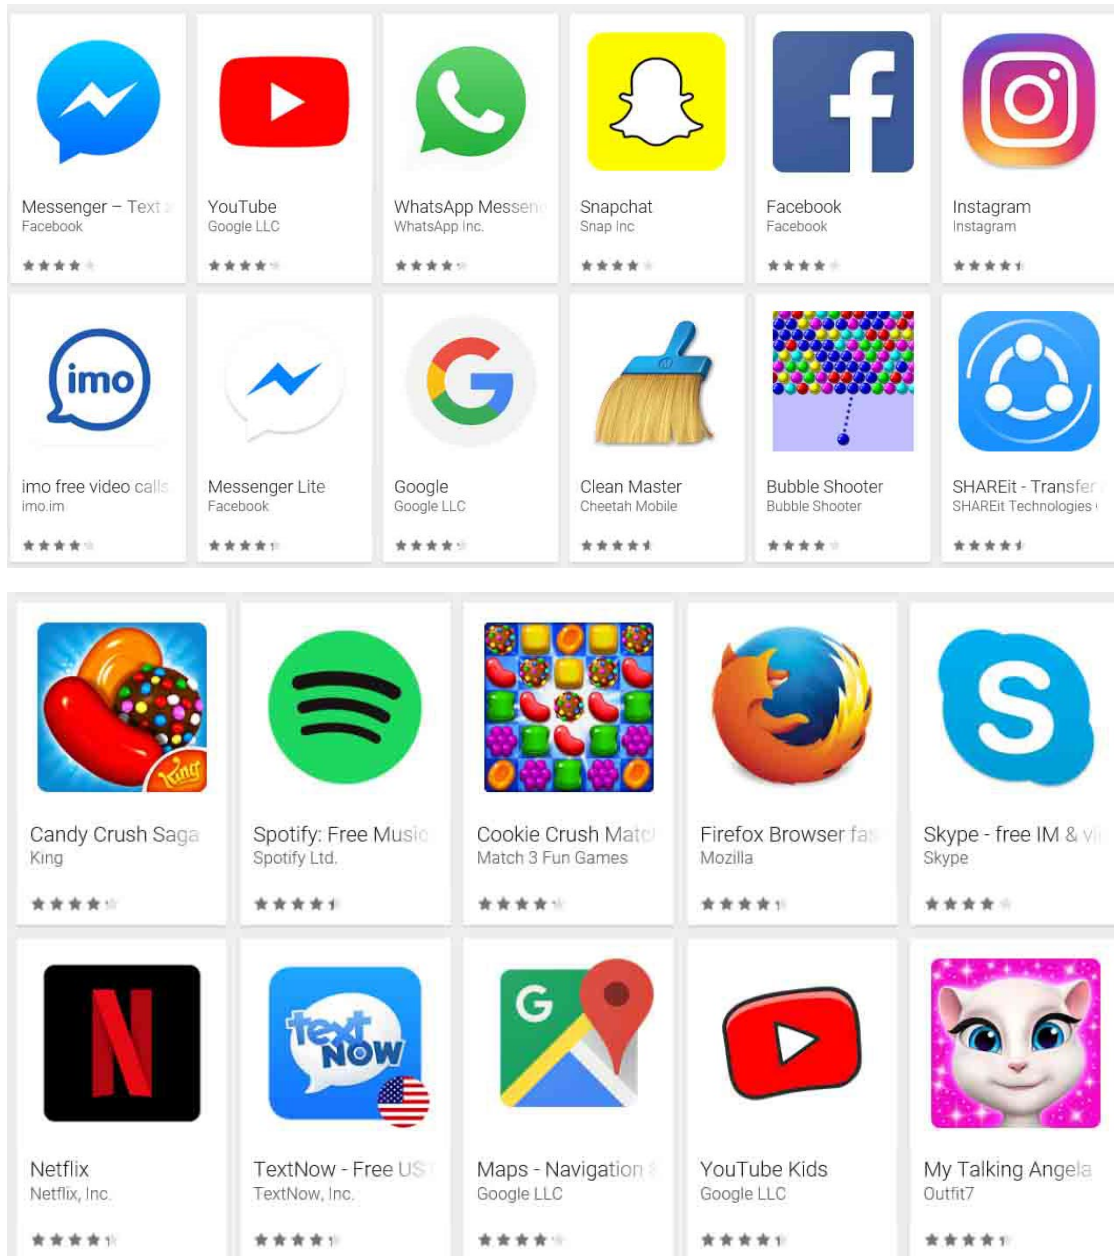 Messenger – Text a
Facebook
YouTube
Google LLC
WhatsApp Messeng
WhatsApp Inc.
Snapchat
Snap Inc
Facebook
Facebook
Instagram
Instagram
imo
imo free video calls
imo.im
Messenger Lite
Facebook
G
Google
Google LLC
Clean Master
Cheetah Mobile
Bubble Shooter
Bubble Shooter
SHAREit - Transfer
SHAREit Technologies
King
Candy Crush Saga
King
Spotify: Free Music
Spotify Ltd.
Cookie Crush Matc
Match 3 Fun Games
Firefox Browser fas
Mozilla
S
Skype - free IM & vi
Skype
N
Netflix
Netflix, Inc.
text
NOW
TextNow - Free US
TextNow, Inc.
G
Maps - Navigation &
Google LLC
YouTube Kids
Google LLC
My Talking Angela
Outfit7